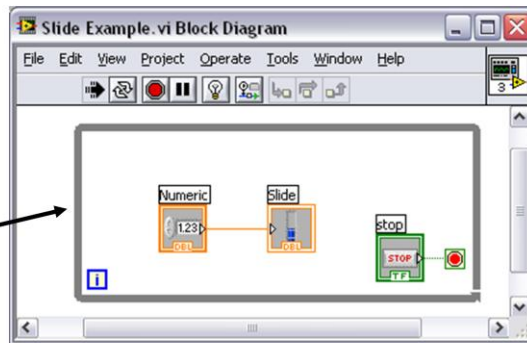 Slide Example.vi Block Diagram
File Edit View Project Operate Tools Window Help
3
Numeric
Slide
1.23
DBL
DBL
stop
STOP
TF
i